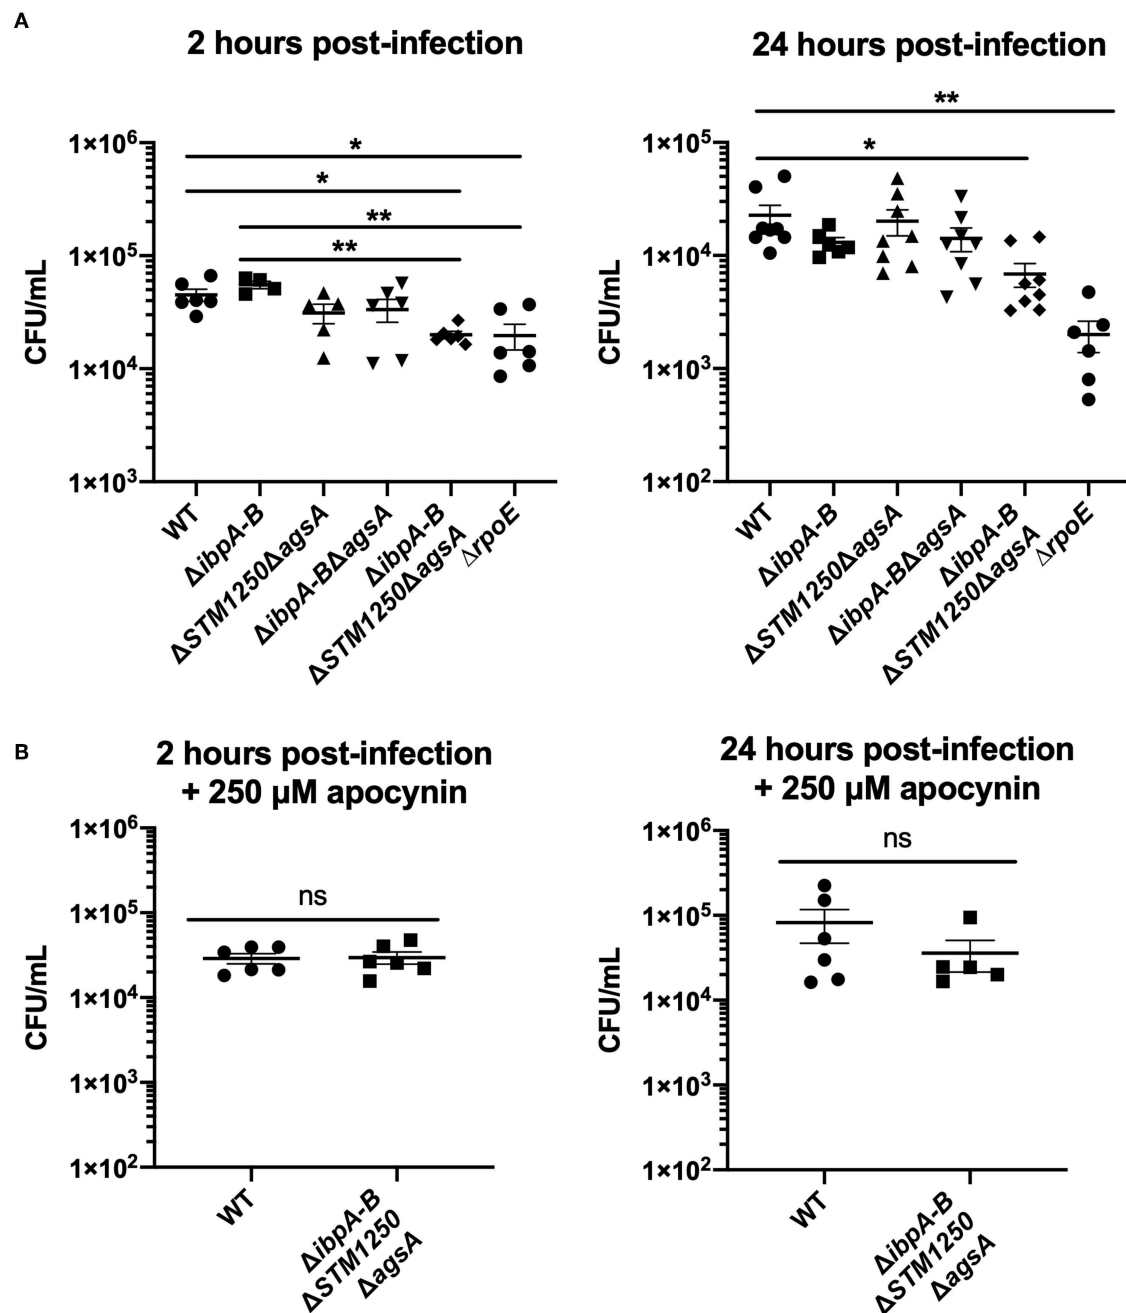 A
2 hours post-infection
CFU/mL
1×10⁶
1×10⁵
1×10⁴
1×10³
*
*
**
**
WT
ΔibpA-B
ΔSTM1250ΔagsA
ΔibpA-BΔagsA
ΔibpA-B
ΔSTM1250ΔagsA
ΔrpoE
24 hours post-infection
CFU/mL
1×10⁵
1×10⁴
1×10³
1×10²
**
*
WT
ΔibpA-B
ΔSTM1250ΔagsA
ΔibpA-BΔagsA
ΔibpA-B
ΔSTM1250ΔagsA
ΔrpoE
B
2 hours post-infection
+ 250 µM apocynin
CFU/mL
1×10⁶
1×10⁵
1×10⁴
1×10³
1×10²
ns
WT
ΔibpA-B
ΔSTM1250
ΔagsA
24 hours post-infection
+ 250 µM apocynin
CFU/mL
1×10⁶
1×10⁵
1×10⁴
1×10³
1×10²
ns
WT
ΔibpA-B
ΔSTM1250
ΔagsA